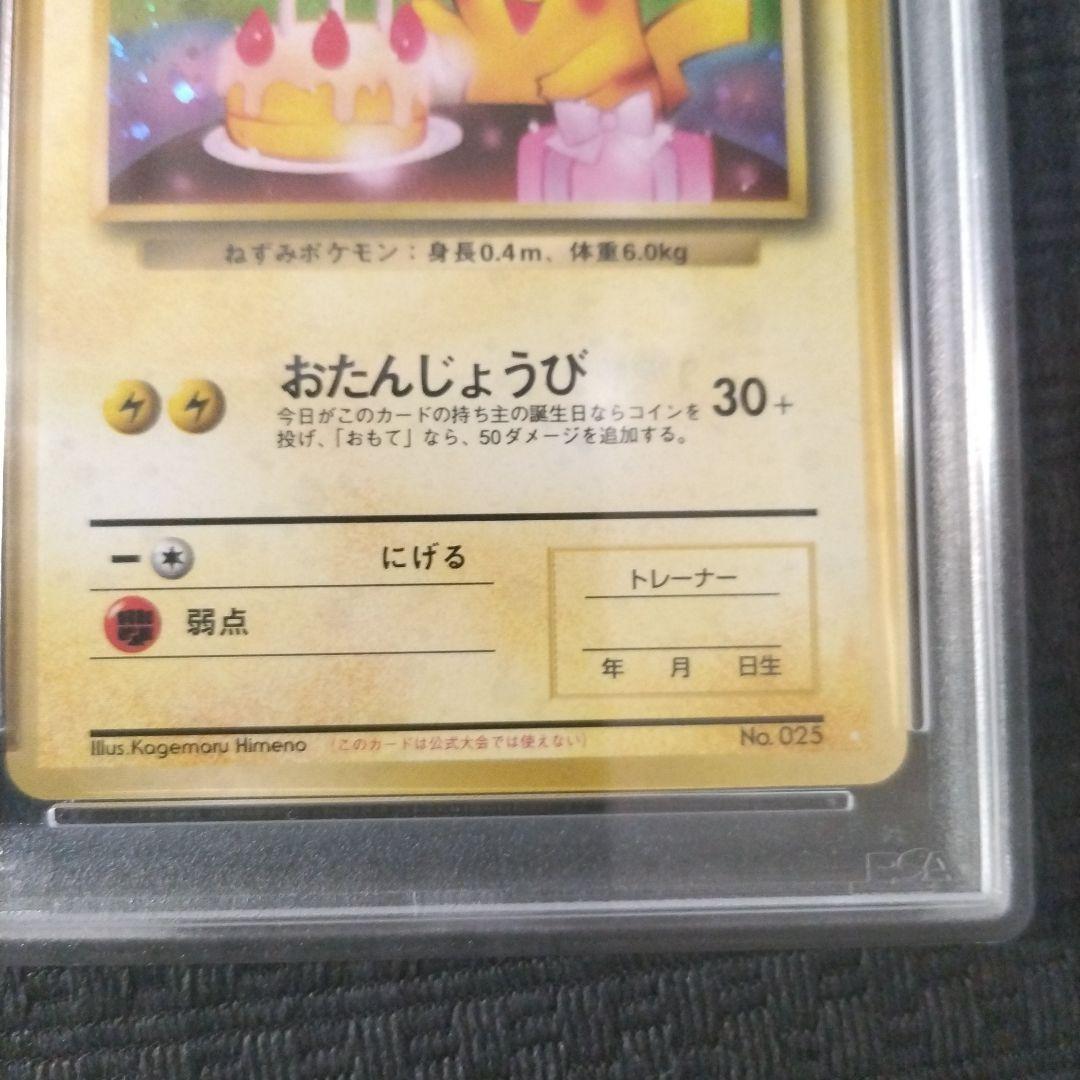 ねずみポケモン：身長0.4m、体重6.0kg
おたんじょうび
30+
今日がこのカードの持ち主の誕生日ならコインを
投げ、「おもて」なら、50ダメージを追加する。
にげる
弱点
トレーナー
年 月 日生
Illus.Kagemaru Himeno （このカードは公式大会では使えない） No. 025
PSA